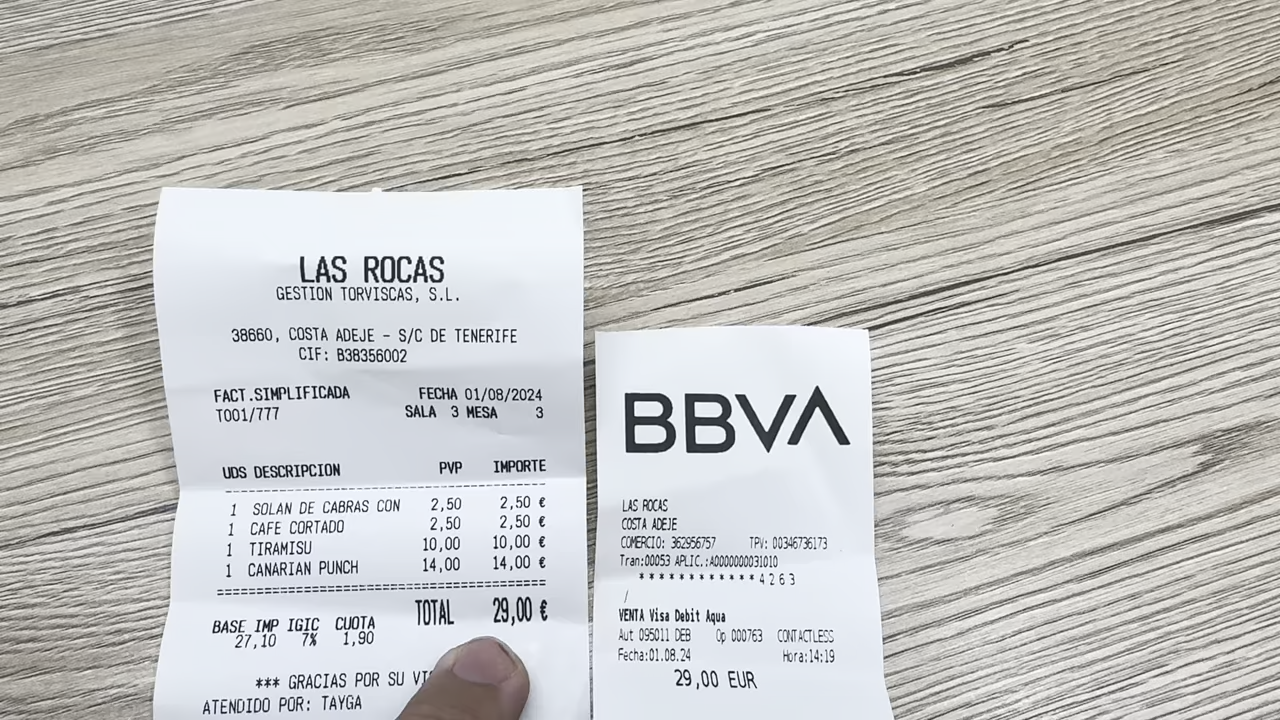 LAS ROCAS
GESTION TORVISCAS, S.L.
38660, COSTA ADEJE - S/C DE TENERIFE
CIF: B38356002
FACT.SIMPLIFICADA FECHA 01/08/2024
T001/777 SALA 3 MESA 3
UDS DESCRIPCION PVP IMPORTE
1 SOLAN DE CABRAS CON 2,50 2,50 €
1 CAFE CORTADO 2,50 2,50 €
1 TIRAMISU 10,00 10,00 €
1 CANARIAN PUNCH 14,00 14,00 €
TOTAL 29,00 €
BASE IMP IGIC CUOTA
27,10 7% 1,90
*** GRACIAS POR SU
ATENDIDO POR: TAYGA
BBVA
LAS ROCAS
COSTA ADEJE
COMERCIO: 362956757 TPV: 00346736173
Tran:00053 APLIC.:A0000000031010
************4263
/
VENTA Visa Debit Aqua
Aut 095011 DEB Op 000763 CONTACTLESS
Fecha:01.08.24 Hora:14:19
29,00 EUR